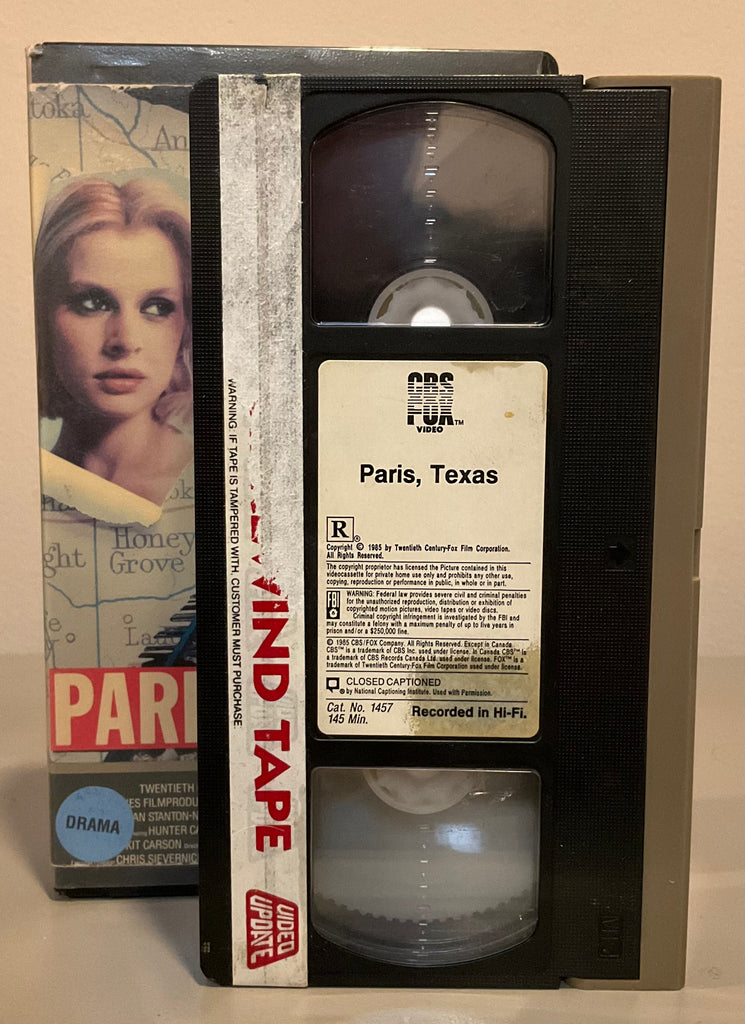 toka
An
Honey
Grove
ght
PARI
TWENTIETH
ES FILMPRODU
AN STANTON-N
HUNTER C
KIT CARSON
CHRIS SIEVERNIC
DRAMA
WIND TAPE
WARNING: IF TAPE IS TAMPERED WITH, CUSTOMER MUST PURCHASE.
VIDEO
UPDATE
CBS
FOX
VIDEO™
Paris, Texas
R®
Copyright © 1985 by Twentieth Century-Fox Film Corporation.
All Rights Reserved.
The copyright proprietor has licensed the Picture contained in this
videocassette for private home use only and prohibits any other use,
copying, reproduction or performance in public, in whole or in part.
FBI
WARNING: Federal law provides severe civil and criminal penalties
for the unauthorized reproduction, distribution or exhibition of
copyrighted motion pictures, video tapes or video discs.
Criminal copyright infringement is investigated by the FBI and
may constitute a felony with a maximum penalty of up to five years in
prison and/or a $250,000 fine.
© 1985 CBS/FOX Company. All Rights Reserved. Except in Canada
CBS™ is a trademark of CBS Inc. used under license. In Canada CBS™ is
a trademark of CBS Records Canada Ltd. used under license. FOX™ is a
trademark of Twentieth Century-Fox Film Corporation used under license.
CLOSED CAPTIONED
® by National Captioning Institute. Used with Permission.
Cat. No. 1457
145 Min.
Recorded in Hi-Fi.